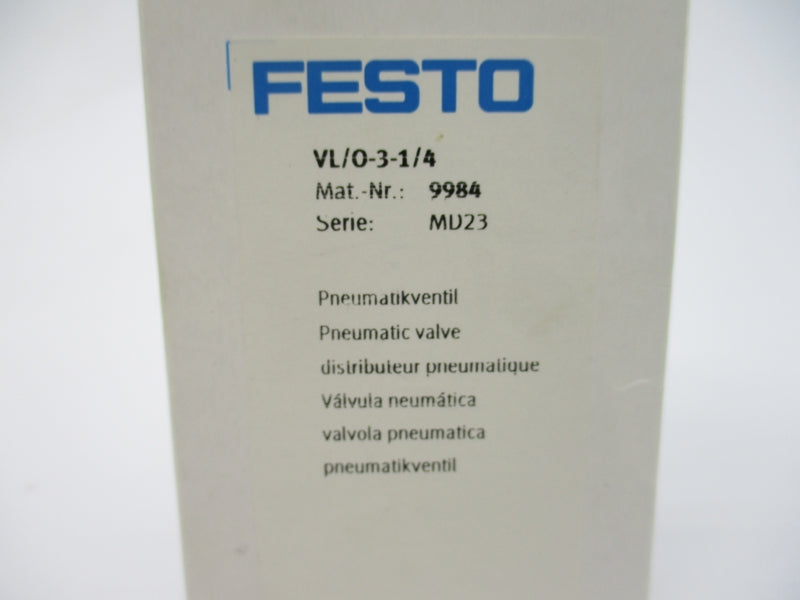 FESTO
VL/O-3-1/4
Mat.-Nr.: 9984
Serie: MD23
Pneumatikventil
Pneumatic valve
distributeur pneumatique
Válvula neumática
valvola pneumatica
pneumatikventil